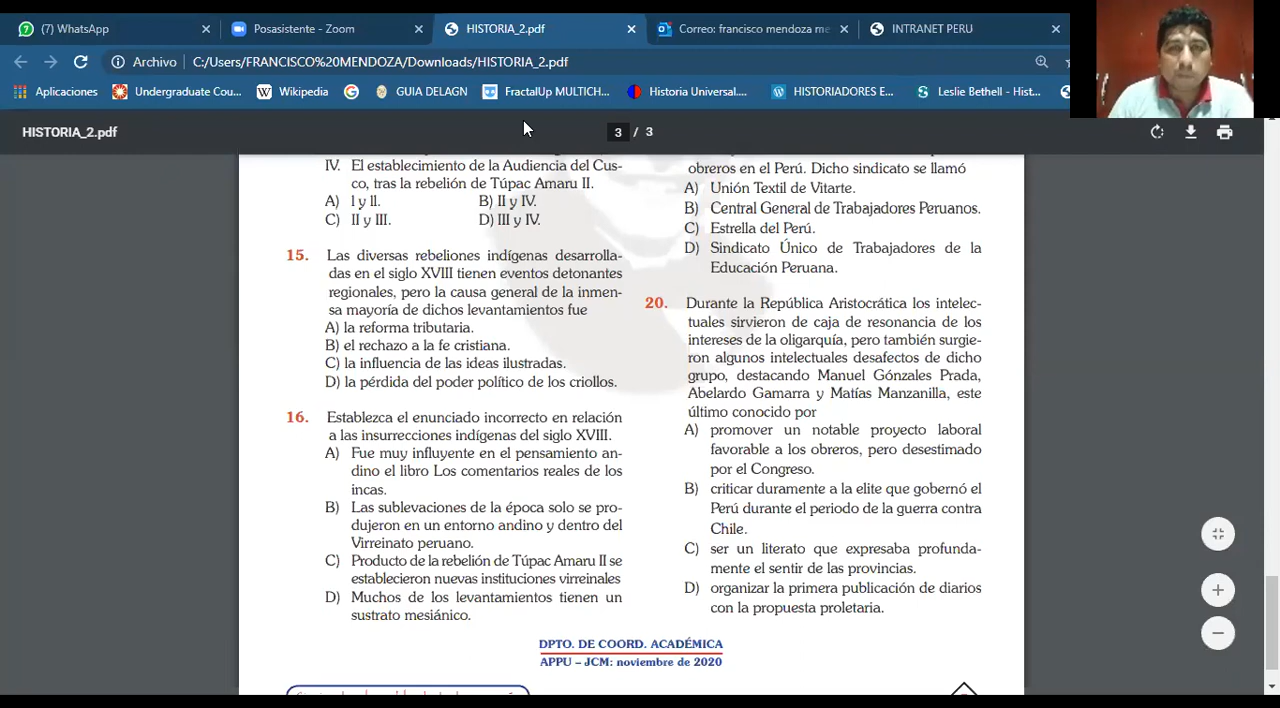 (7) WhatsApp
Posasistente - Zoom
HISTORIA_2.pdf
Correo: francisco mendoza me
INTRANET PERU
Archivo
C:/Users/FRANCISCO%20MENDOZA/Downloads/HISTORIA_2.pdf
Aplicaciones
Undergraduate Cou...
Wikipedia
GUIA DELAGN
FractalUp MULTICH...
Historia Universal....
HISTORIADORES E...
Leslie Bethell - Hist...
HISTORIA_2.pdf
3 / 3
IV. El establecimiento de la Audiencia del Cus-
co, tras la rebelión de Túpac Amaru II.
A) I y II.
B) II y IV.
C) II y III.
D) III y IV.
15. Las diversas rebeliones indígenas desarrolla-
das en el siglo XVIII tienen eventos detonantes
regionales, pero la causa general de la inmen-
sa mayoría de dichos levantamientos fue
A) la reforma tributaria.
B) el rechazo a la fe cristiana.
C) la influencia de las ideas ilustradas.
D) la pérdida del poder político de los criollos.
16. Establezca el enunciado incorrecto en relación
a las insurrecciones indígenas del siglo XVIII.
A) Fue muy influyente en el pensamiento an-
dino el libro Los comentarios reales de los
incas.
B) Las sublevaciones de la época solo se pro-
dujeron en un entorno andino y dentro del
Virreinato peruano.
C) Producto de la rebelión de Túpac Amaru II se
establecieron nuevas instituciones virreinales
D) Muchos de los levantamientos tienen un
sustrato mesiánico.
obreros en el Perú. Dicho sindicato se llamó
A) Unión Textil de Vitarte.
B) Central General de Trabajadores Peruanos.
C) Estrella del Perú.
D) Sindicato Único de Trabajadores de la
Educación Peruana.
20. Durante la República Aristocrática los intelec-
tuales sirvieron de caja de resonancia de los
intereses de la oligarquía, pero también surgie-
ron algunos intelectuales desafectos de dicho
grupo, destacando Manuel Gónzales Prada,
Abelardo Gamarra y Matías Manzanilla, este
último conocido por
A) promover un notable proyecto laboral
favorable a los obreros, pero desestimado
por el Congreso.
B) criticar duramente a la elite que gobernó el
Perú durante el periodo de la guerra contra
Chile.
C) ser un literato que expresaba profunda-
mente el sentir de las provincias.
D) organizar la primera publicación de diarios
con la propuesta proletaria.
DPTO. DE COORD. ACADÉMICA
APPU – JCM: noviembre de 2020